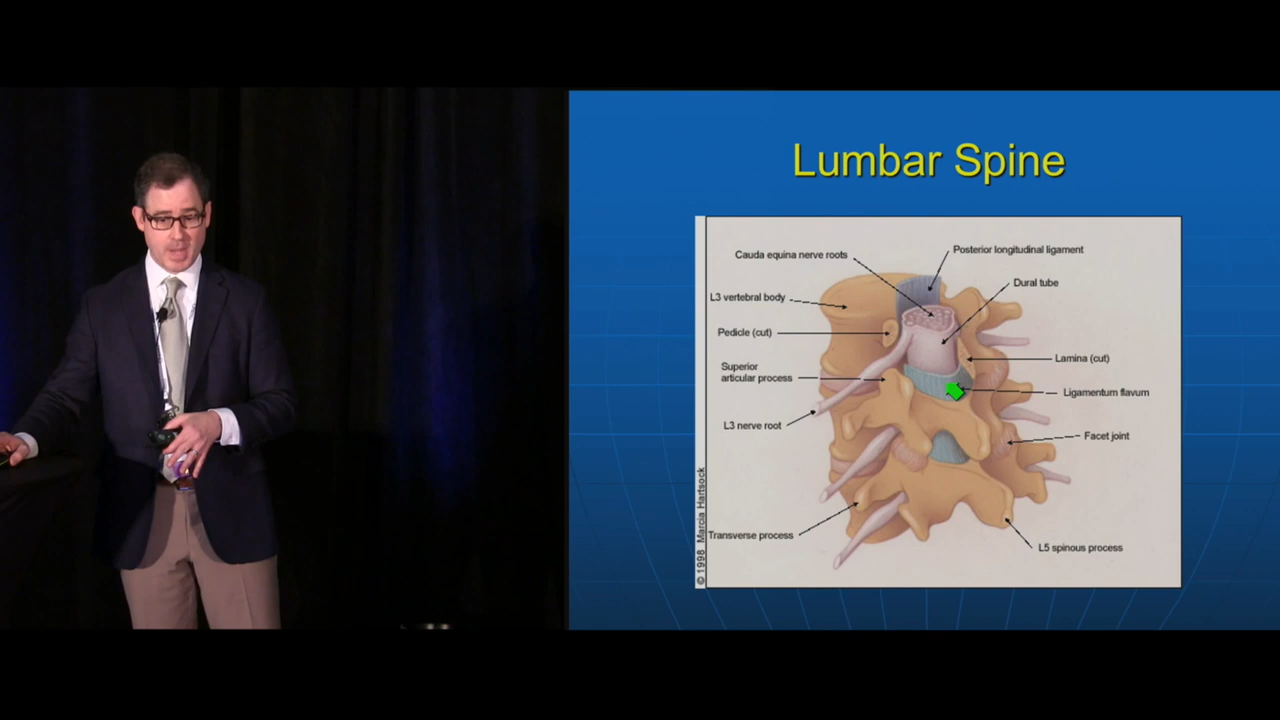 Lumbar Spine
Cauda equina nerve roots
Posterior longitudinal ligament
Dural tube
L3 vertebral body
Pedicle (cut)
Lamina (cut)
Superior
articular process
Ligamentum flavum
L3 nerve root
Facet joint
Transverse process
L5 spinous process
© 1998 Marcia Hartsock